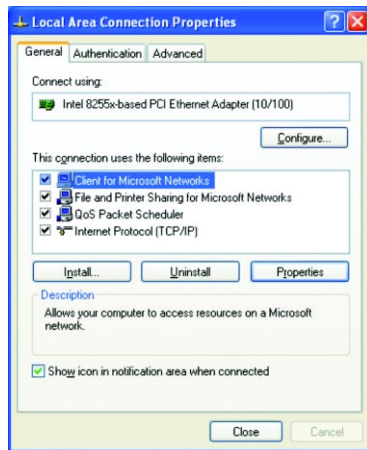 Local Area Connection Properties
General Authentication Advanced
Connect using:
Intel 8255x-based PCI Ethernet Adapter (10/100)
Configure...
This connection uses the following items:
Client for Microsoft Networks
File and Printer Sharing for Microsoft Networks
QoS Packet Scheduler
Internet Protocol (TCP/IP)
Install... Uninstall Properties
Description
Allows your computer to access resources on a Microsoft
network.
Show icon in notification area when connected
Close Cancel